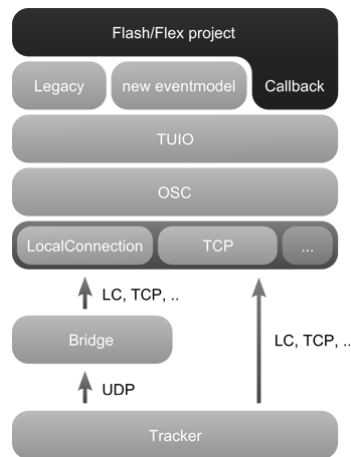 Flash/Flex project
Legacy new eventmodel Callback
TUIO
OSC
LocalConnection TCP ...
LC, TCP, ..
Bridge LC, TCP, ..
UDP
Tracker